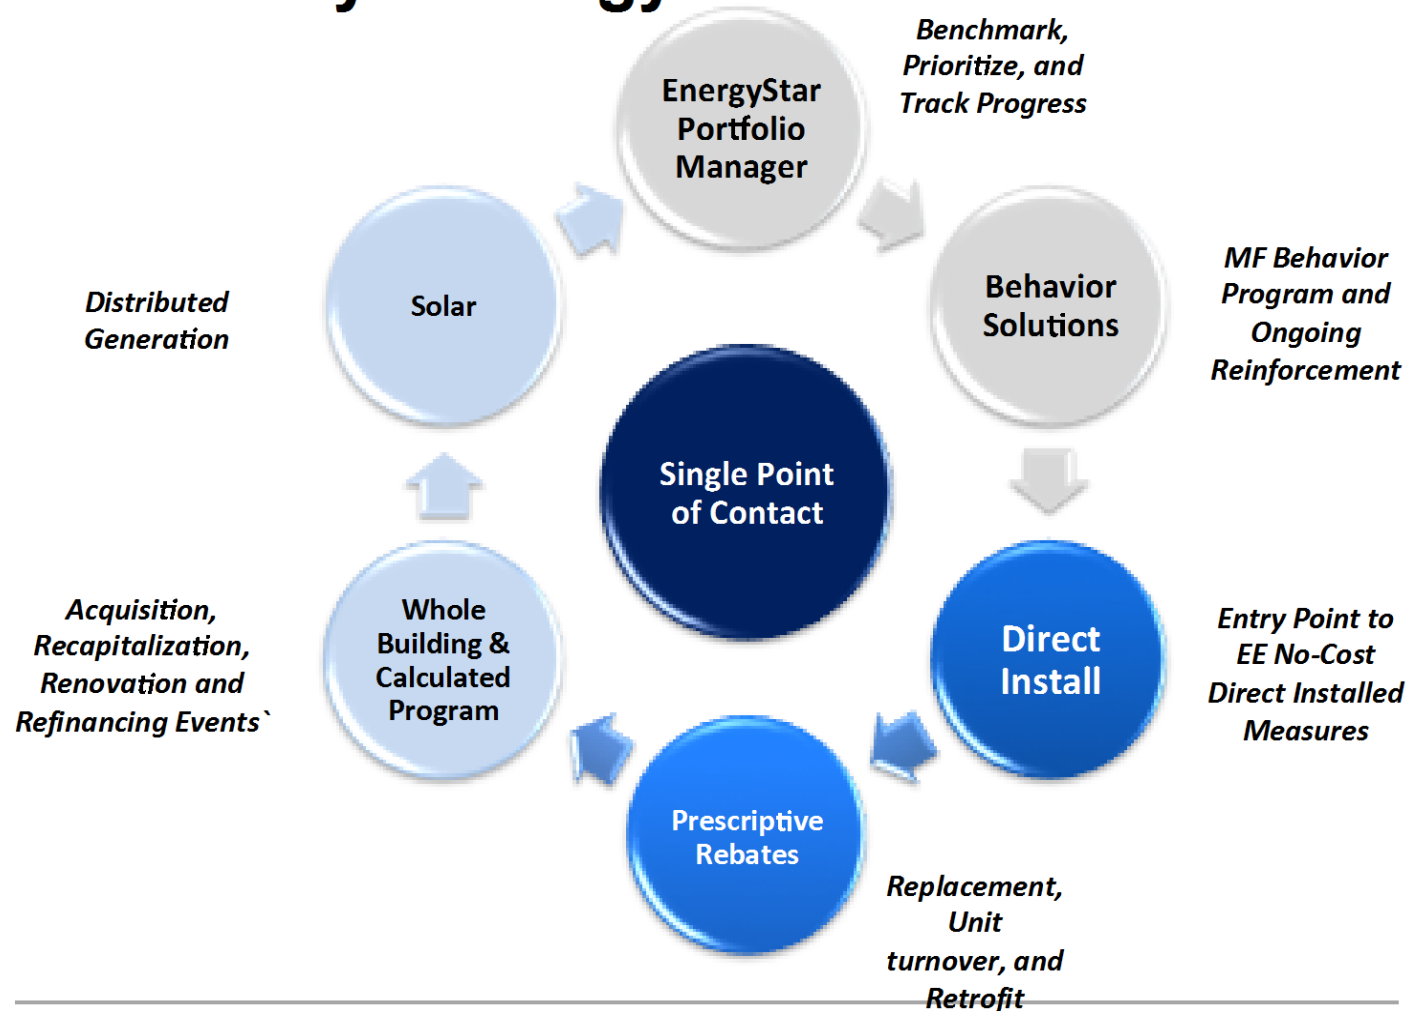 EnergyStar
Portfolio
Manager
Benchmark,
Prioritize, and
Track Progress
Solar
Distributed
Generation
Behavior
Solutions
MF Behavior
Program and
Ongoing
Reinforcement
Single Point
of Contact
Whole
Building &
Calculated
Program
Acquisition,
Recapitalization,
Renovation and
Refinancing Events`
Direct
Install
Entry Point to
EE No-Cost
Direct Installed
Measures
Prescriptive
Rebates
Replacement,
Unit
turnover, and
Retrofit